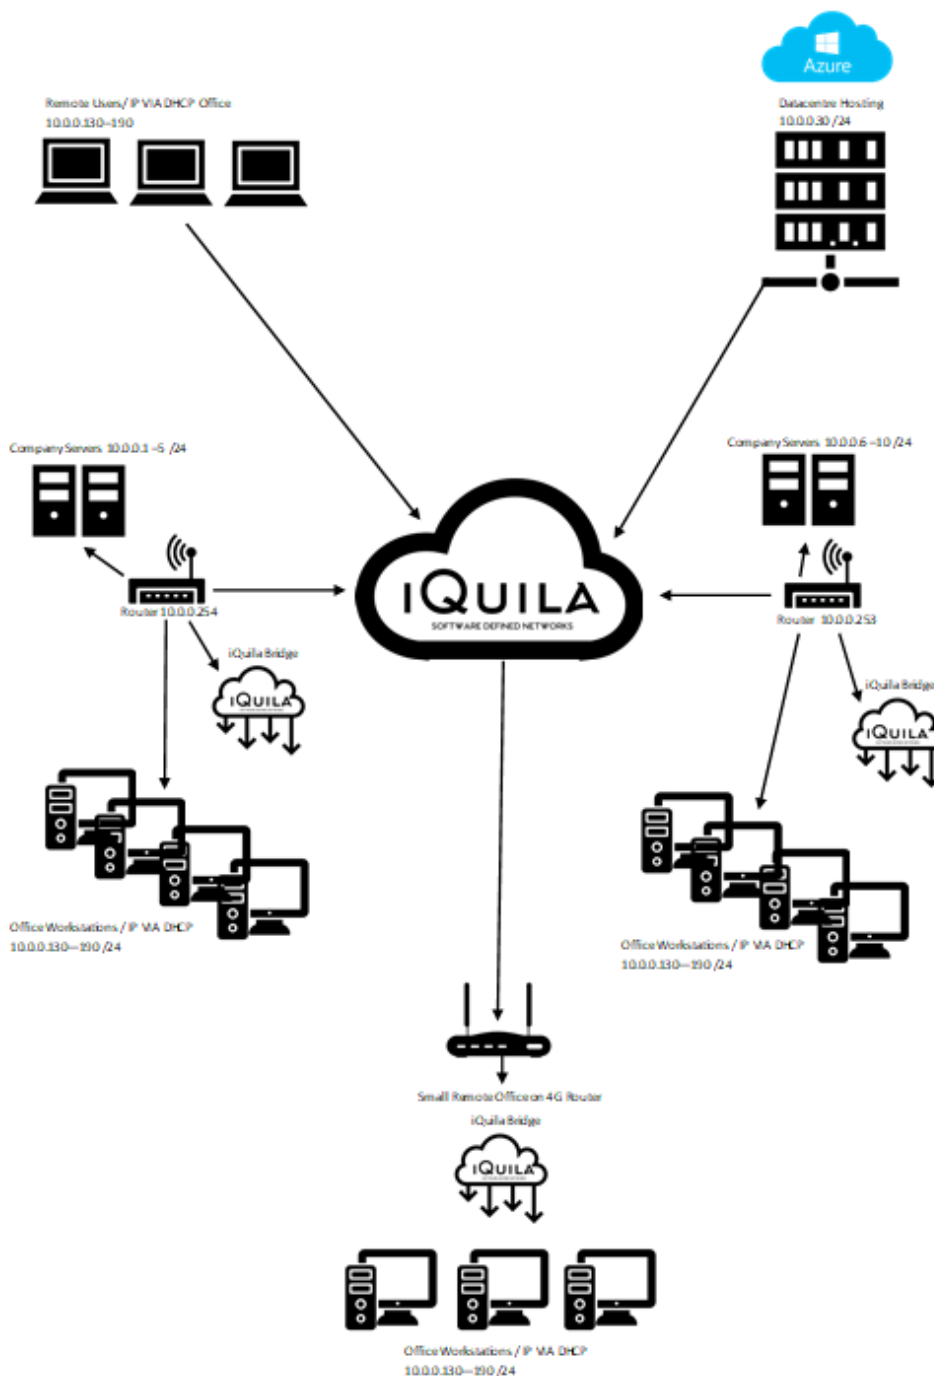 Azure
Remote Users/ IP VIA DHCP Office
10.0.0.130--190
Datacentre Hosting
10.0.0.30 /24
Company Servers 10.0.0.1 -5 /24
Company Servers 10.0.0.6 -10 /24
iQUILA
SOFTWARE DEFINED NETWORKS
Router 10.0.0.254
Router 10.0.0.253
iQuila Bridge
iQUILA
iQuila Bridge
iQUILA
Office Workstations / IP VIA DHCP
10.0.0.130—190 /24
Office Workstations / IP VIA DHCP
10.0.0.130—190 /24
Small Remote Office on 4G Router
iQuila Bridge
iQUILA
Office Workstations / IP VIA DHCP
10.0.0.130—190 /24